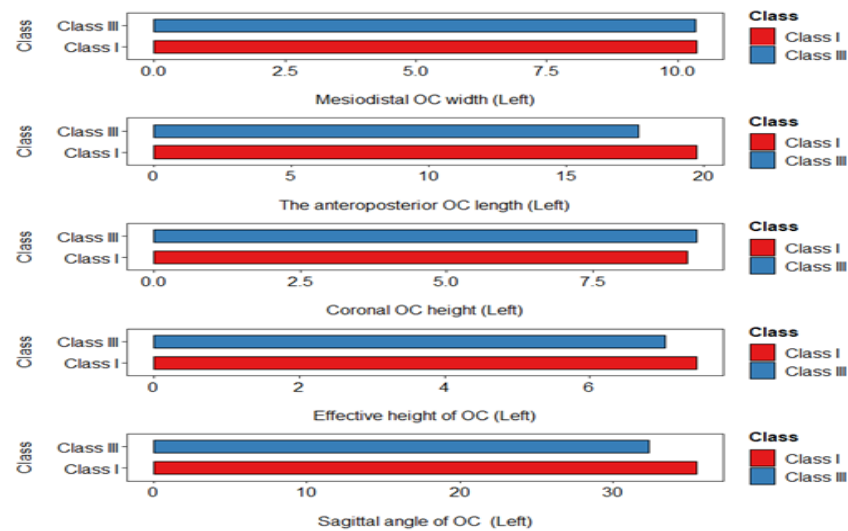 Class
Class III
Class I
0.0 2.5 5.0 7.5 10.0
Mesiodistal OC width (Left)
Class
Class I
Class III
Class
Class III
Class I
0 5 10 15 20
The anteroposterior OC length (Left)
Class
Class I
Class III
Class
Class III
Class I
0.0 2.5 5.0 7.5
Coronal OC height (Left)
Class
Class I
Class III
Class
Class III
Class I
0 2 4 6
Effective height of OC (Left)
Class
Class I
Class III
Class
Class III
Class I
0 10 20 30
Sagittal angle of OC (Left)
Class
Class I
Class III